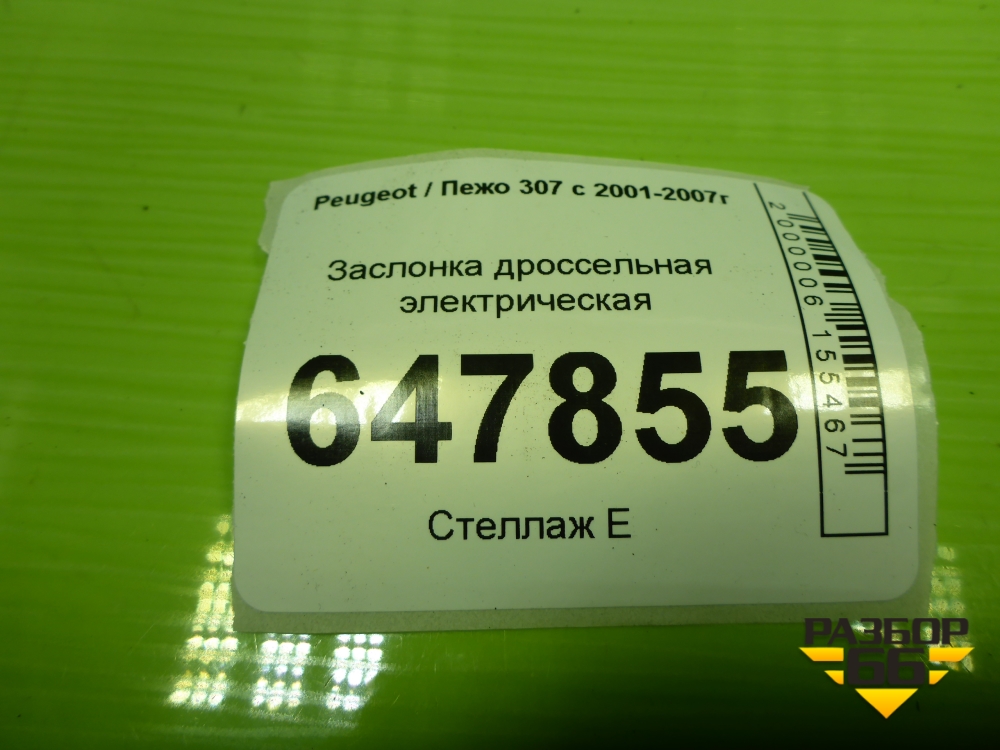 Peugeot / Пежо 307 с 2001-2007г
Заслонка дроссельная
электрическая
647855
Стеллаж Е
2000006155467
РАЗБОР
66